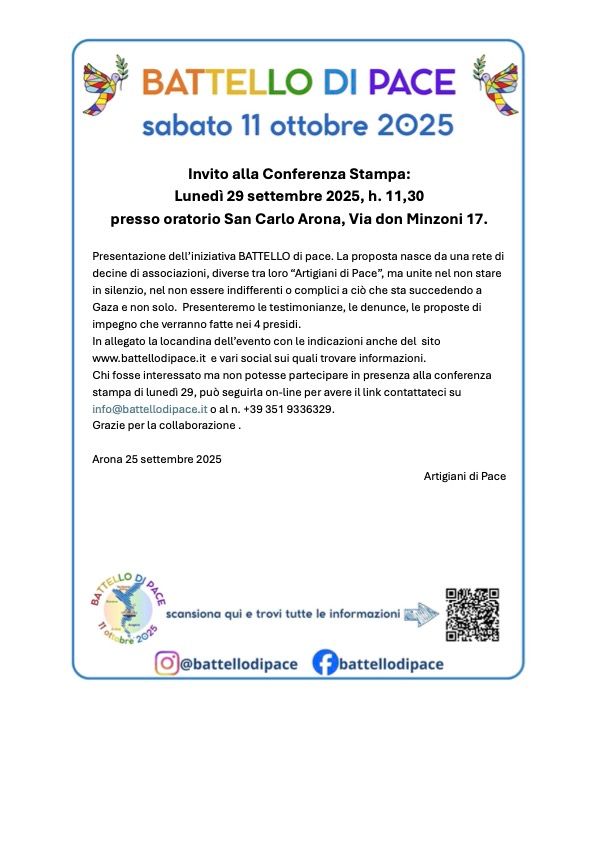 BATTELLO DI PACE
sabato 11 ottobre 2025
Invito alla Conferenza Stampa:
Lunedì 29 settembre 2025, h. 11,30
presso oratorio San Carlo Arona, Via don Minzoni 17.
Presentazione dell’iniziativa BATTELLO di pace. La proposta nasce da una rete di
decine di associazioni, diverse tra loro “Artigiani di Pace”, ma unite nel non stare
in silenzio, nel non essere indifferenti o complici a ciò che sta succedendo a
Gaza e non solo.  Presenteremo le testimonianze, le denunce, le proposte di
impegno che verranno fatte nei 4 presidi.
In allegato la locandina dell’evento con le indicazioni anche del  sito
www.battellodipace.it  e vari social sui quali trovare informazioni.
Chi fosse interessato ma non potesse partecipare in presenza alla conferenza
stampa di lunedì 29, può seguirla on-line per avere il link contattateci su
info@battellodipace.it o al n. +39 351 9336329.
Grazie per la collaborazione .
Arona 25 settembre 2025
Artigiani di Pace
BATTELLO DI PACE
11 ottobre 2025
scansiona qui e trovi tutte le informazioni
@battellodipace battellodipace